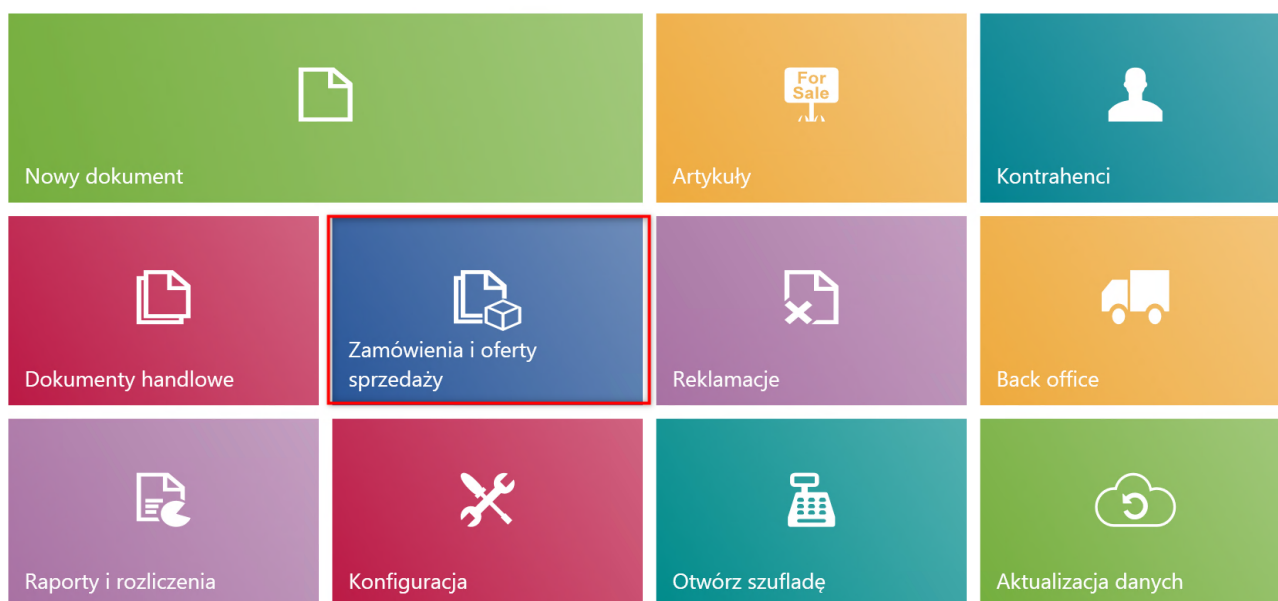 For
Sale
Nowy dokument
Artykuły
Kontrahenci
Dokumenty handlowe
Zamówienia i oferty
sprzedaży
Reklamacje
Back office
Raporty i rozliczenia
Konfiguracja
Otwórz szufladę
Aktualizacja danych